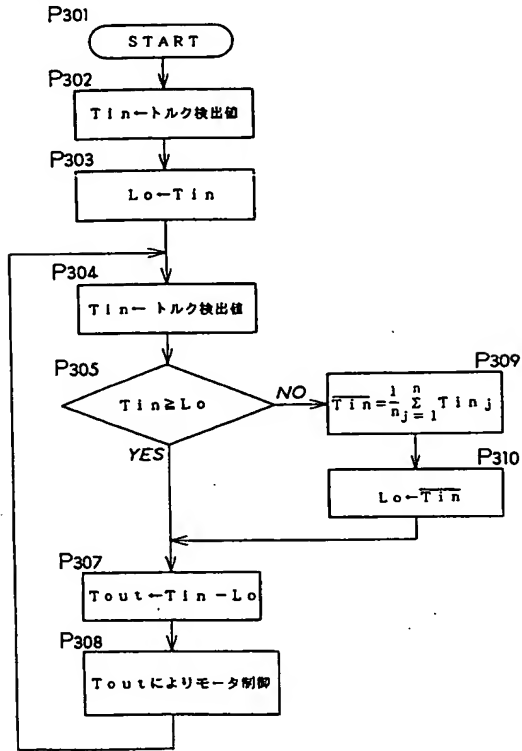 P301
START
P302
Tin←トルク検出値
P303
Lo←Tin
P304
Tin← トルク検出値
P305
Tin≧Lo
NO
YES
P309
T̅i̅n̅=1/n Σ Tinj
n
j=1
P310
Lo←T̅i̅n̅
P307
Tout←Tin−Lo
P308
Toutによりモータ制御